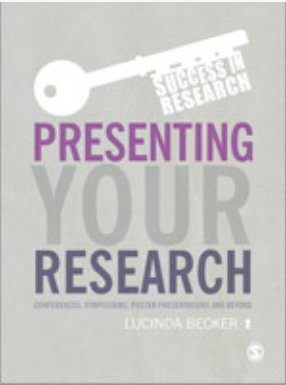 SUCCESS IN
RESEARCH
PRESENTING
YOUR
RESEARCH
CONFERENCES, SYMPOSIUMS, POSTER PRESENTATIONS AND BEYOND
LUCINDA BECKER